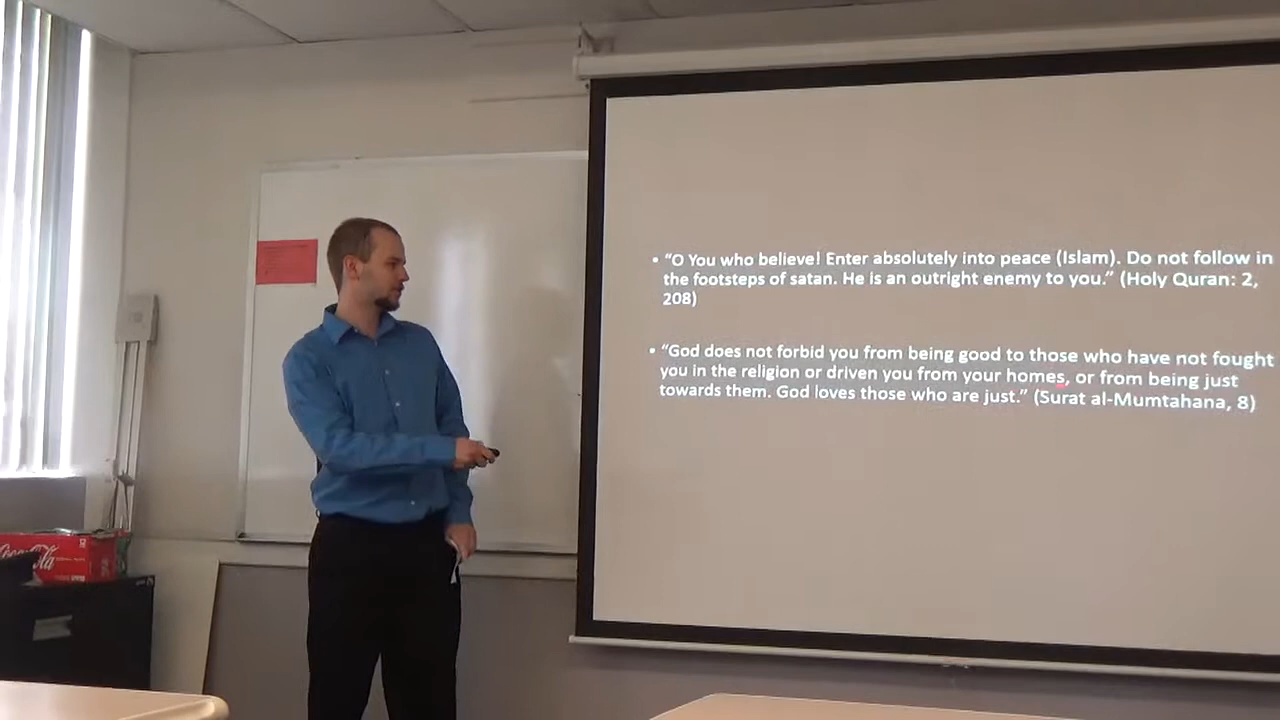 • “O You who believe! Enter absolutely into peace (Islam). Do not follow in
the footsteps of satan. He is an outright enemy to you.” (Holy Quran: 2,
208)
• “God does not forbid you from being good to those who have not fought
you in the religion or driven you from your homes, or from being just
towards them. God loves those who are just.” (Surat al-Mumtahana, 8)
Coca-Cola